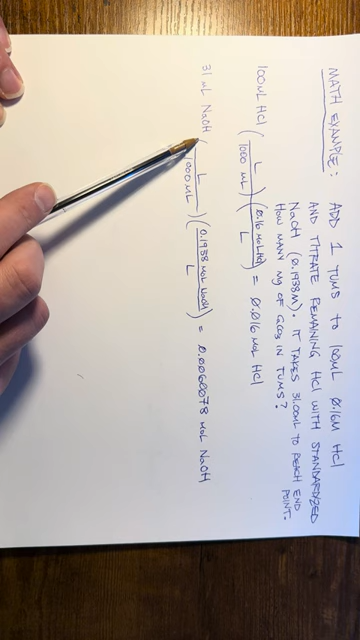 MATH EXAMPLE: ADD 1 TUMS TO 100ML 0.16M HCl
AND TITRATE REMAINING HCl WITH STANDARDIZED
NaOH (0.1938M). IT TAKES 31.00ML TO REACH END
POINT.
HOW MANY MG OF CaCO3 IN TUMS?
100ML HCl (L / 1000 ML) (0.16 MOL HCl / L) = 0.016 MOL HCl
31 ML NaOH (L / 1000 ML) (0.1938 MOL NaOH / L) = 0.0060078 MOL NaOH